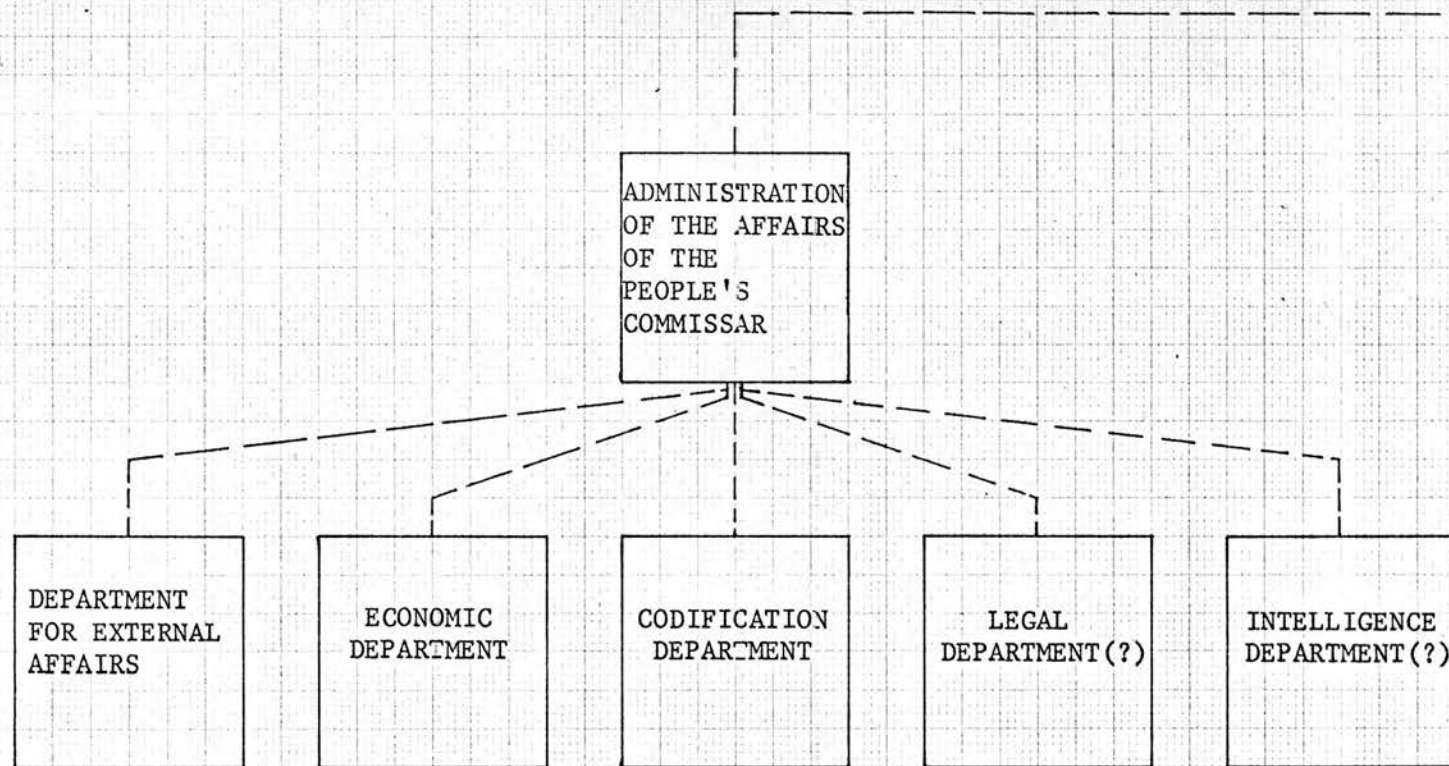 ADMINISTRATION
OF THE AFFAIRS
OF THE
PEOPLE'S
COMMISSAR
DEPARTMENT
FOR EXTERNAL
AFFAIRS
ECONOMIC
DEPARTMENT
CODIFICATION
DEPARTMENT
LEGAL
DEPARTMENT(?)
INTELLIGENCE
DEPARTMENT(?)